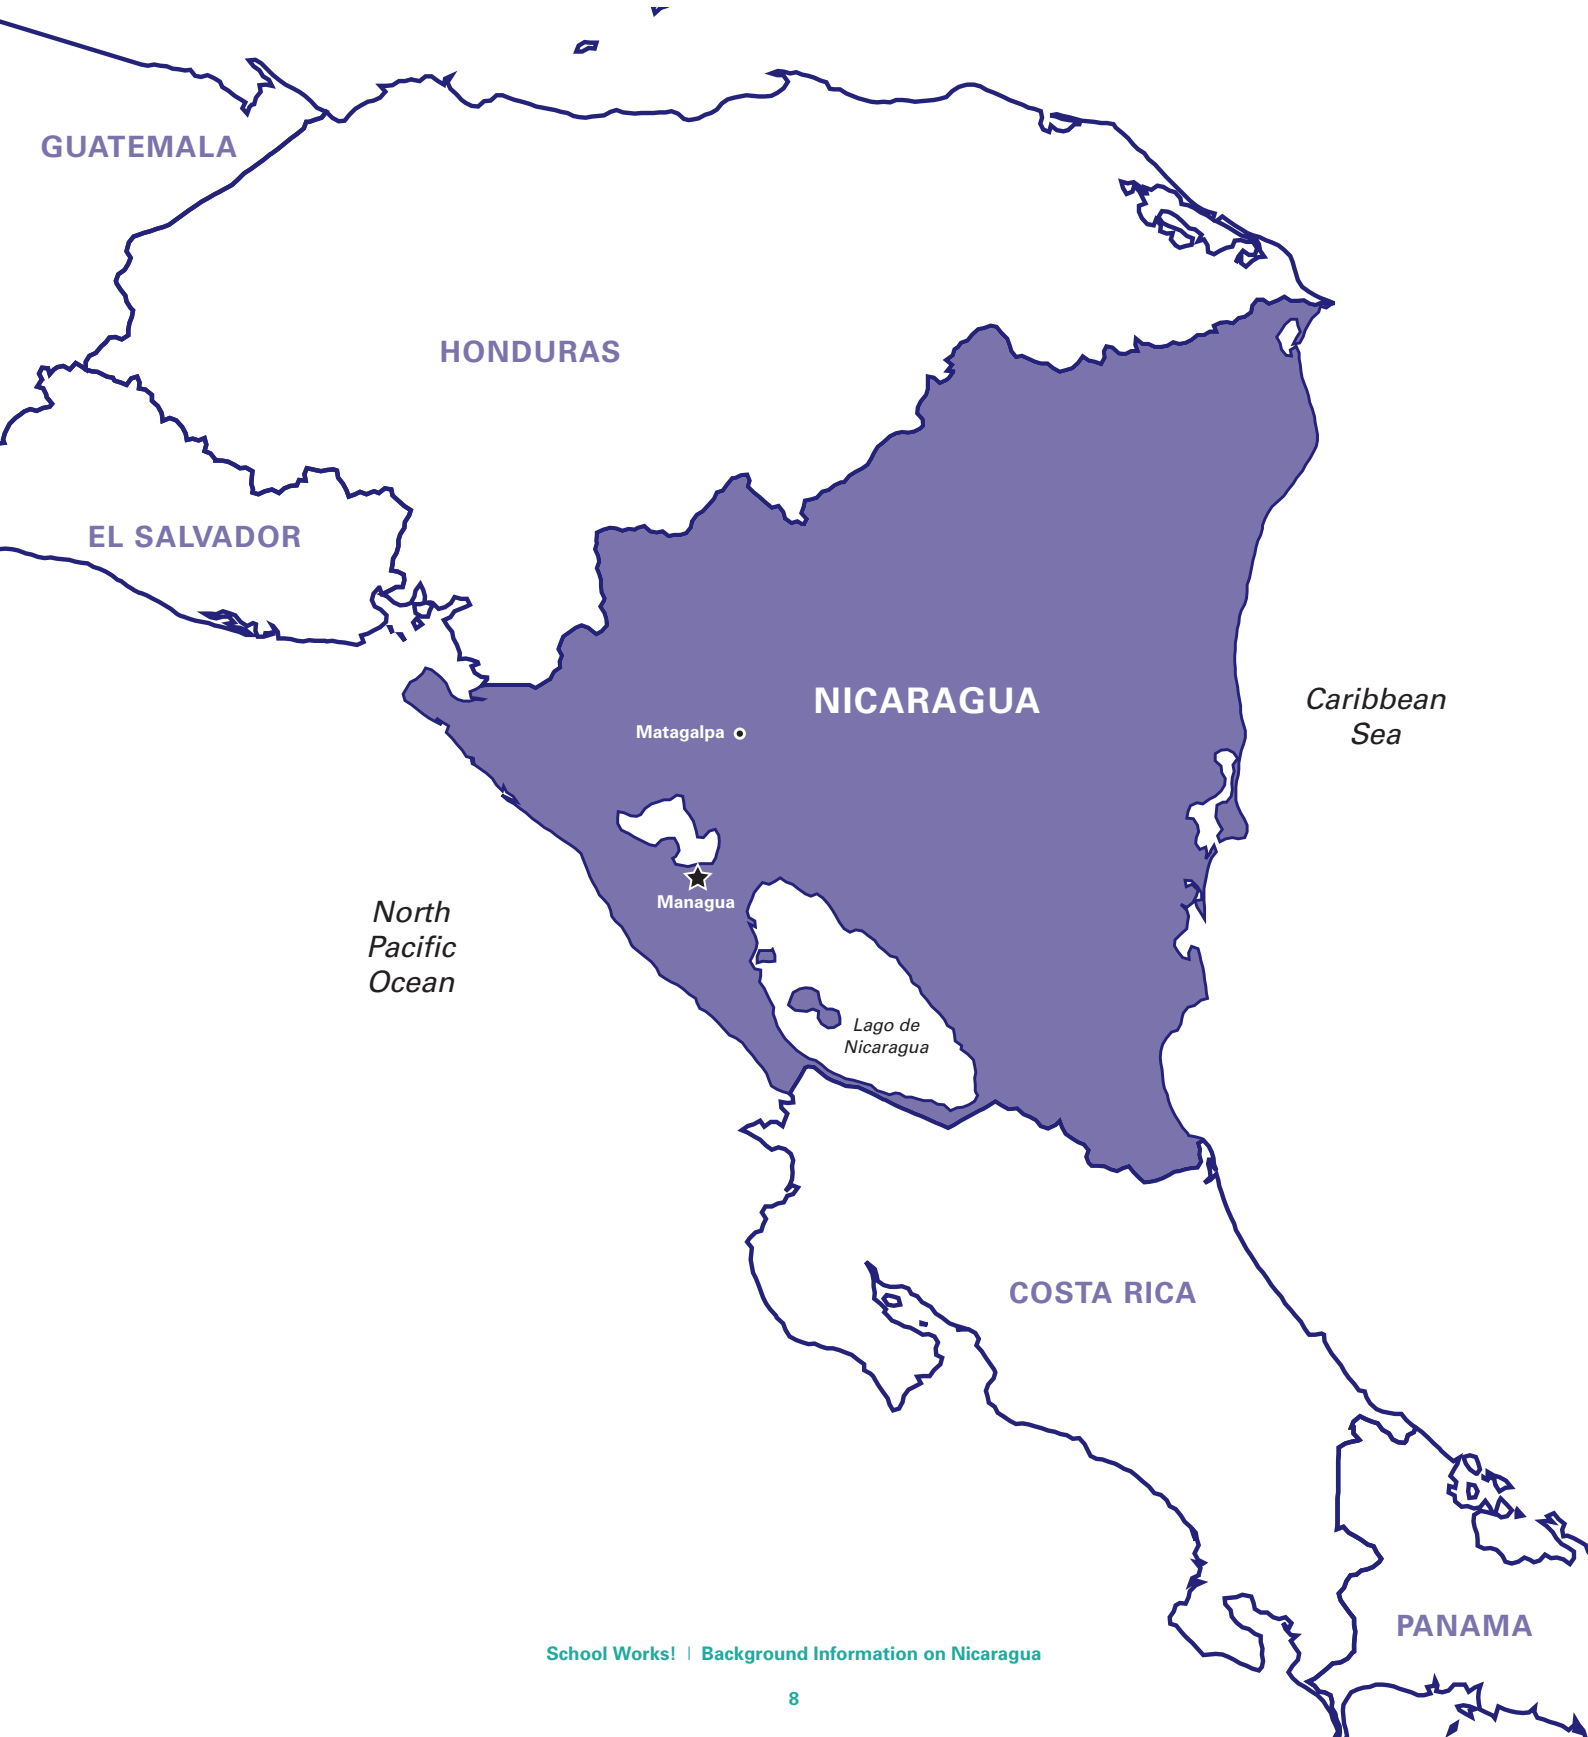 GUATEMALA
HONDURAS
EL SALVADOR
NICARAGUA
Caribbean
Sea
Matagalpa
Managua
North
Pacific
Ocean
Lago de
Nicaragua
COSTA RICA
PANAMA
School Works! | Background Information on Nicaragua
8